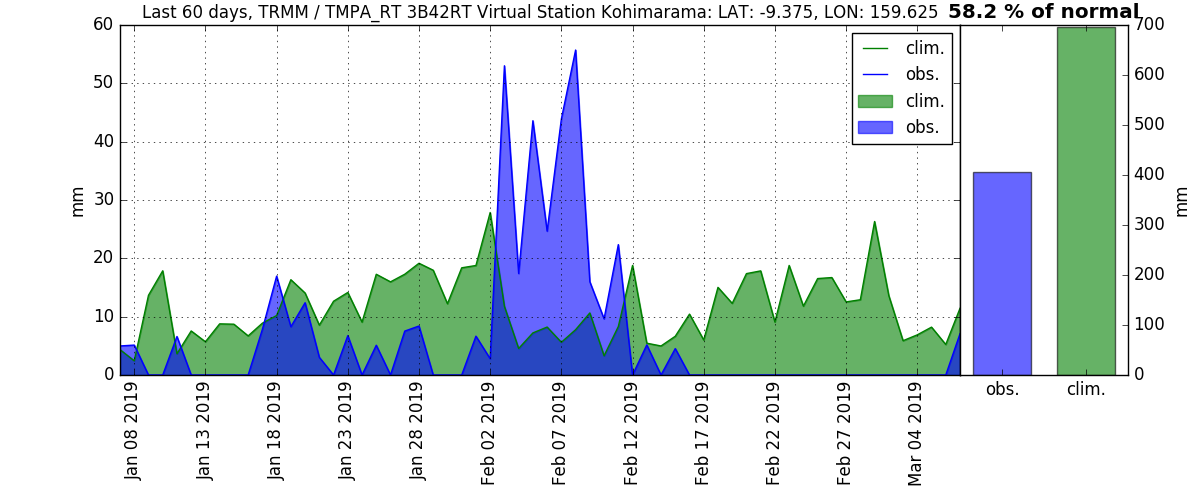 Last 60 days, TRMM / TMPA_RT 3B42RT Virtual Station Kohimarama: LAT: -9.375, LON: 159.625
58.2 % of normal
60
50
40
30
20
10
0
mm
clim.
obs.
clim.
obs.
Jan 08 2019
Jan 13 2019
Jan 18 2019
Jan 23 2019
Jan 28 2019
Feb 02 2019
Feb 07 2019
Feb 12 2019
Feb 17 2019
Feb 22 2019
Feb 27 2019
Mar 04 2019
700
600
500
400
300
200
100
0
mm
obs.
clim.